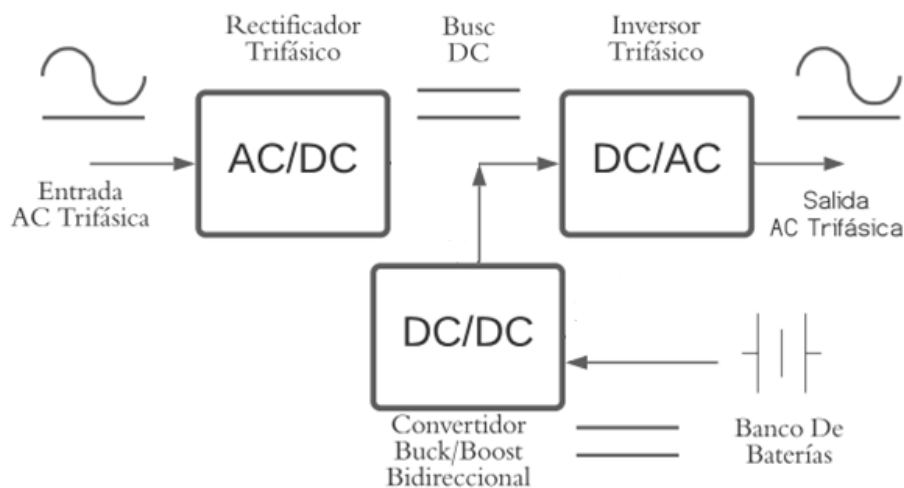 Rectificador
Trifásico
Busc
DC
Inversor
Trifásico
AC/DC
DC/AC
Entrada
AC Trifásica
Salida
AC Trifásica
DC/DC
Convertidor
Buck/Boost
Bidireccional
Banco De
Baterías